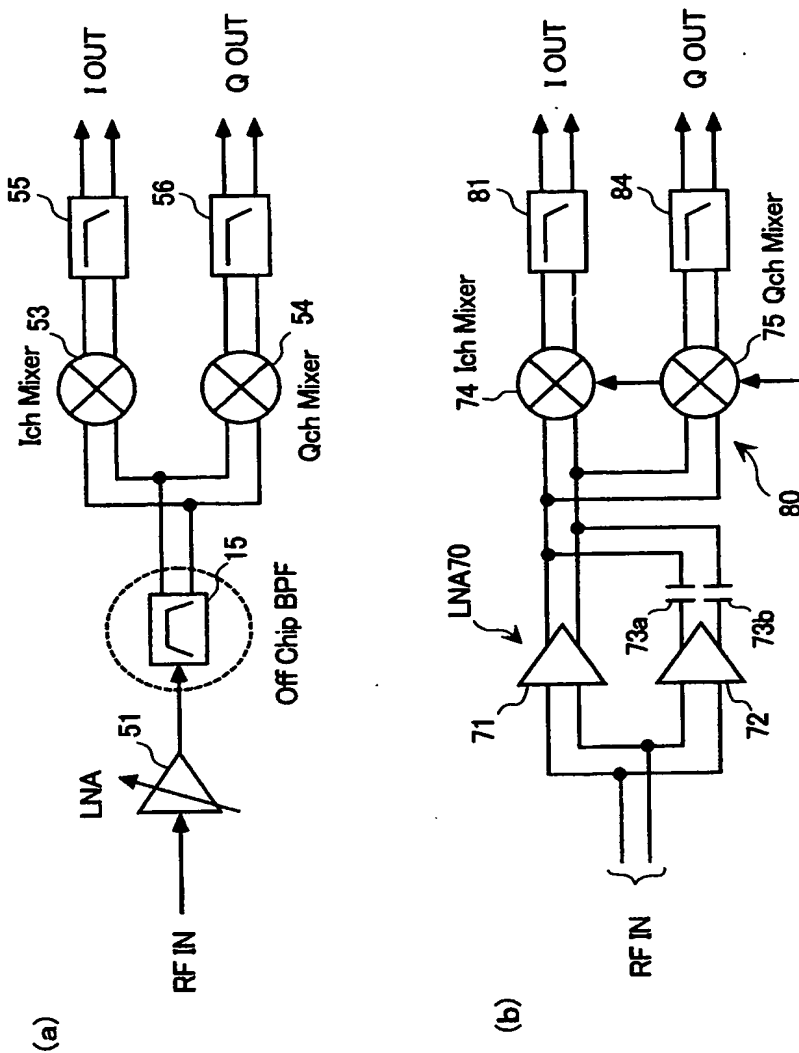 (a)
RF IN
LNA
51
Off Chip BPF
15
Ich Mixer
53
Qch Mixer
54
55
56
I OUT
Q OUT
(b)
RF IN
71
72
LNA70
73a
73b
74
Ich Mixer
75
Qch Mixer
80
81
84
I OUT
Q OUT